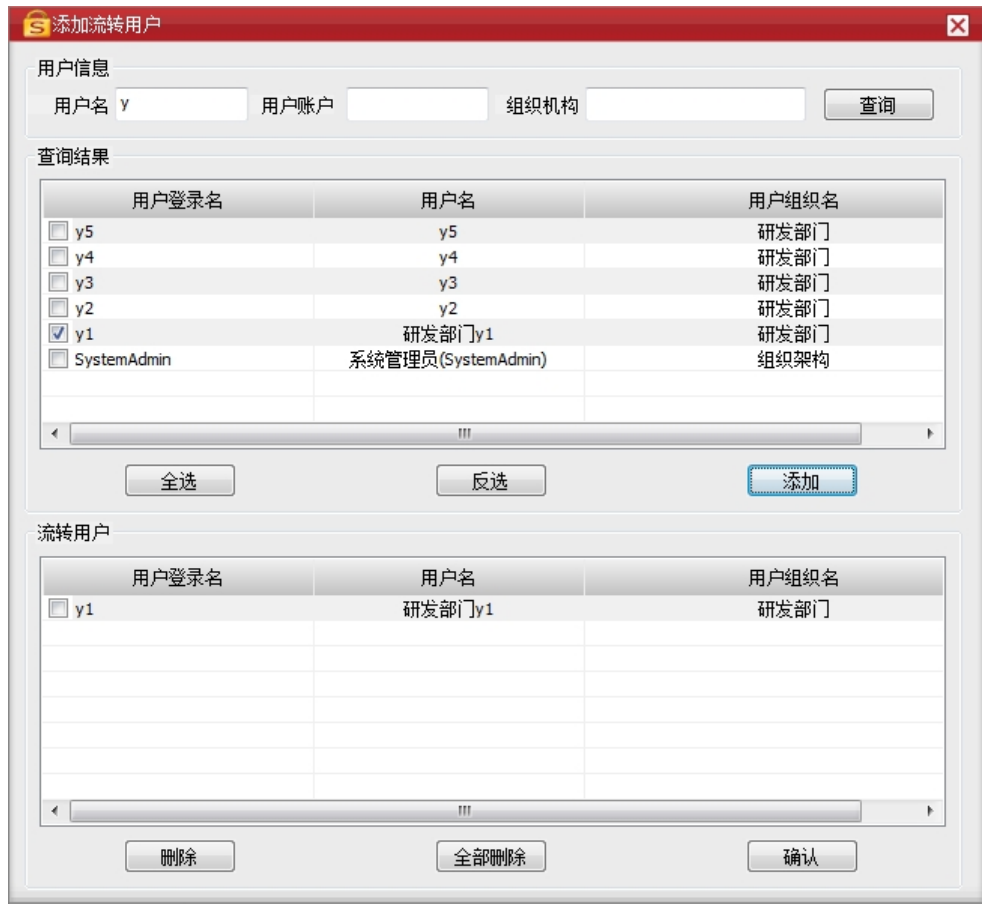 添加流转用户
用户信息
用户名 y 用户账户 组织机构 查询
查询结果
用户登录名 用户名 用户组织名
y5 y5 研发部门
y4 y4 研发部门
y3 y3 研发部门
y2 y2 研发部门
y1 研发部门y1 研发部门
SystemAdmin 系统管理员(SystemAdmin) 组织架构
全选 反选 添加
流转用户
用户登录名 用户名 用户组织名
y1 研发部门y1 研发部门
删除 全部删除 确认